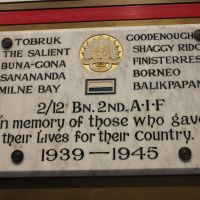 TOBRUK
THE SALIENT
BUNA-GONA
SANANANDA
MILNE BAY
GOODENOUGH
SHAGGY RIDG
FINISTERRES
BORNEO
BALIKPAPAN
2/12 BN. 2ND. A·I·F
In memory of those who gave
their Lives for their Country.
1939-1945